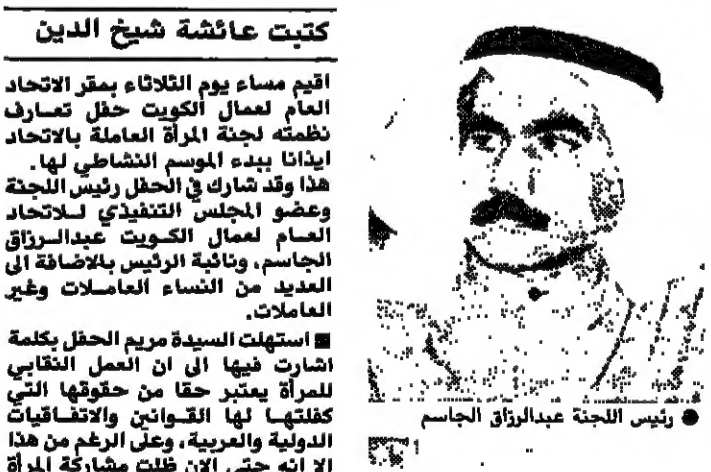 كتبت عائشة شيخ الدين
اقيم مساء يوم الثلاثاء بمقر الاتحاد
العام لعمال الكويت حفل تعارف
نظمته لجنة المرأة العاملة بالاتحاد
ايذانا ببدء الموسم النشاطي لها.
هذا وقد شارك في الحفل رئيس اللجنة
وعضو المجلس التنفيذي للاتحاد
العام لعمال الكويت عبدالرزاق
الجاسم، ونائبة الرئيس بالاضافة الى
العديد من النساء العاملات وغير
العاملات.
■ استهلت السيدة مريم الحفل بكلمة
اشارت فيها الى ان العمل النقابي
للمرأة يعتبر حقا من حقوقها التي
كفلتها لها القوانين والاتفاقيات
الدولية والعربية، وعلى الرغم من هذا
الا انه حتى الان ظلت مشاركة المرأة
● رئيس اللجنة عبدالرزاق الجاسم